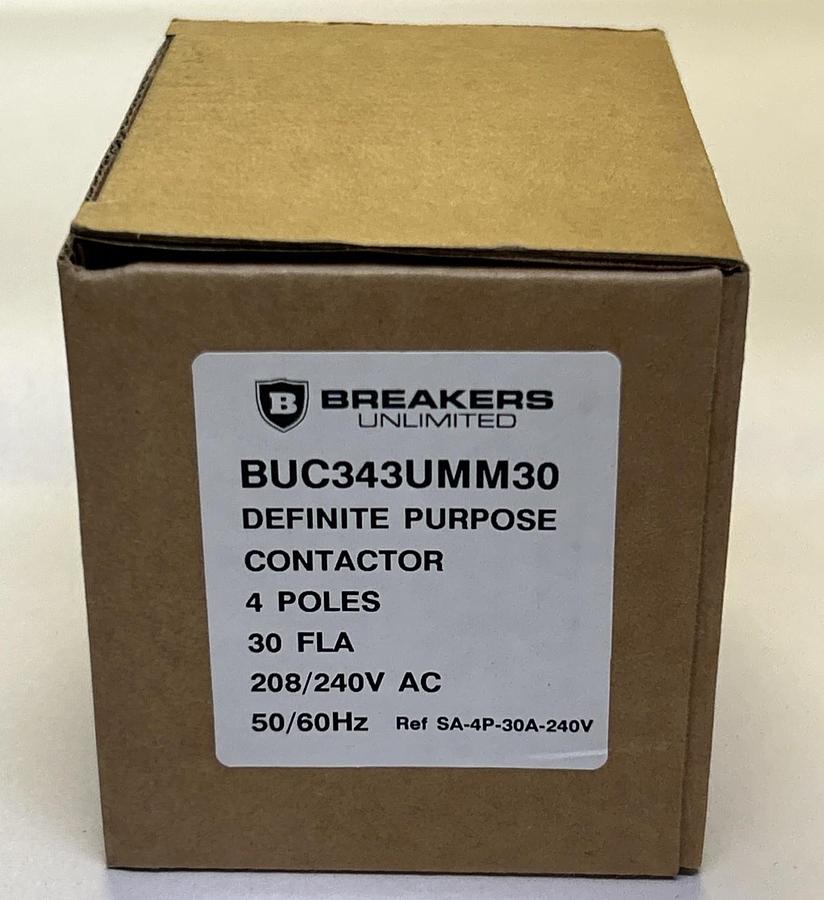 B BREAKERS
UNLIMITED
BUC343UMM30
DEFINITE PURPOSE
CONTACTOR
4 POLES
30 FLA
208/240V AC
50/60Hz Ref SA-4P-30A-240V